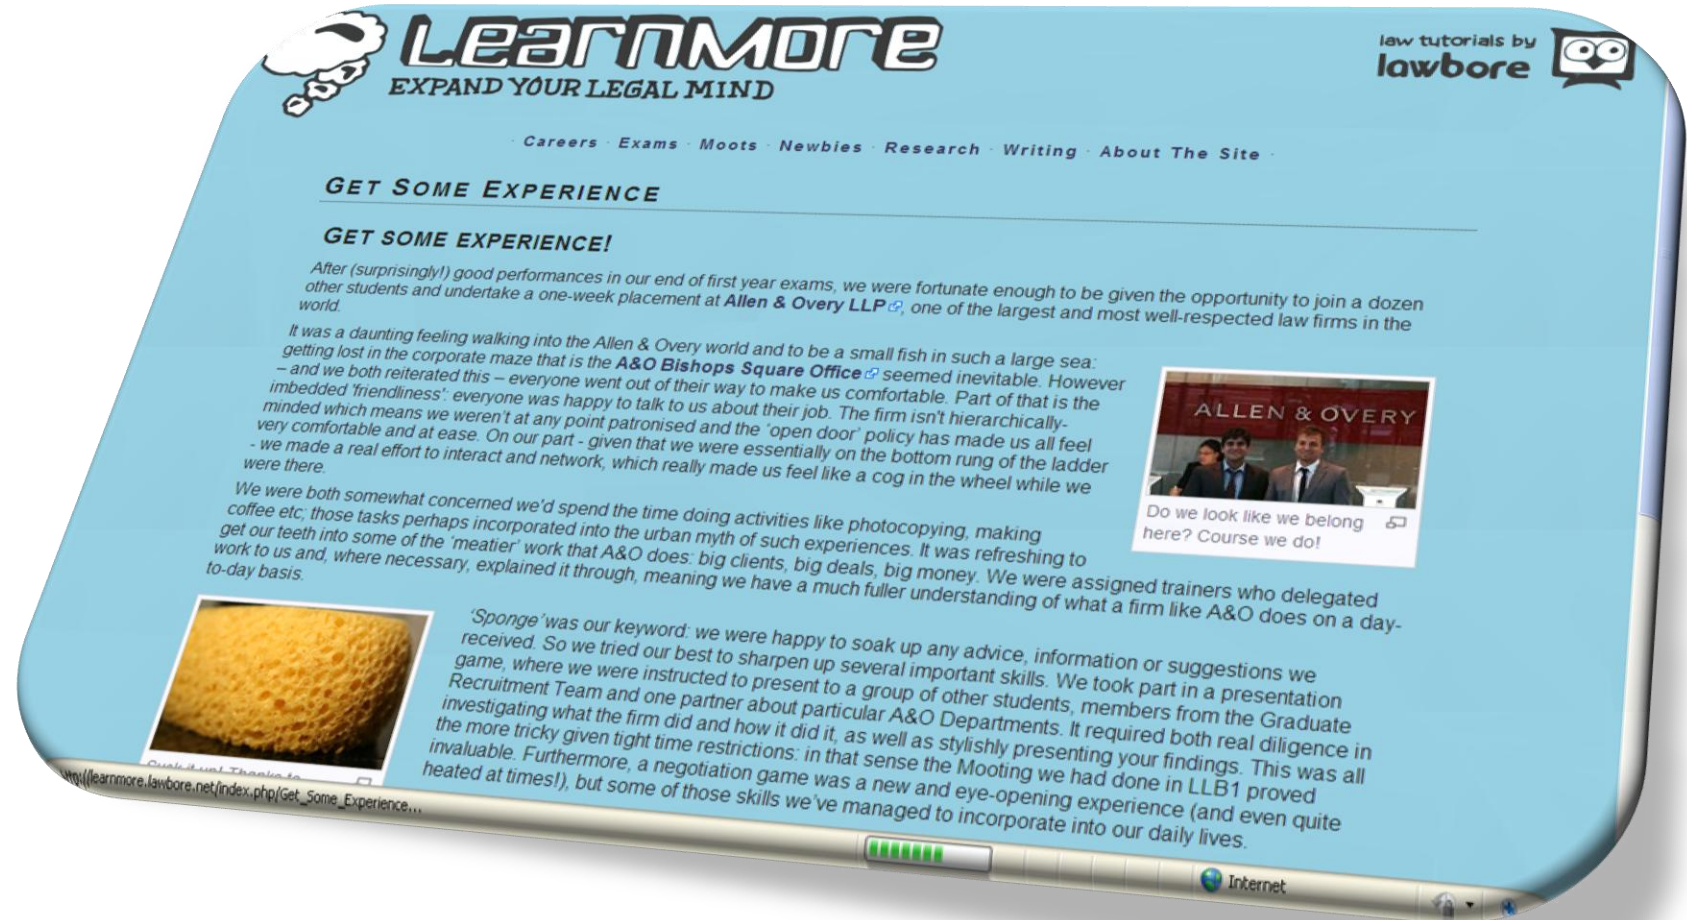 LEARNMORE
EXPAND YOUR LEGAL MIND
law tutorials by
lawbore
· Careers · Exams · Moots · Newbies · Research · Writing · About The Site ·
GET SOME EXPERIENCE
GET SOME EXPERIENCE!
After (surprisingly!) good performances in our end of first year exams, we were fortunate enough to be given the opportunity to join a dozen
other students and undertake a one-week placement at Allen & Overy LLP, one of the largest and most well-respected law firms in the
world.
It was a daunting feeling walking into the Allen & Overy world and to be a small fish in such a large sea:
getting lost in the corporate maze that is the A&O Bishops Square Office seemed inevitable. However
– and we both reiterated this – everyone went out of their way to make us comfortable. Part of that is the
imbedded 'friendliness': everyone was happy to talk to us about their job. The firm isn't hierarchically-
minded which means we weren't at any point patronised and the 'open door' policy has made us all feel
very comfortable and at ease. On our part - given that we were essentially on the bottom rung of the ladder
- we made a real effort to interact and network, which really made us feel like a cog in the wheel while we
were there.
ALLEN & OVERY
Do we look like we belong
here? Course we do!
We were both somewhat concerned we'd spend the time doing activities like photocopying, making
coffee etc; those tasks perhaps incorporated into the urban myth of such experiences. It was refreshing to
get our teeth into some of the 'meatier' work that A&O does: big clients, big deals, big money. We were assigned trainers who delegated
work to us and, where necessary, explained it through, meaning we have a much fuller understanding of what a firm like A&O does on a day-
to-day basis.
'Sponge' was our keyword: we were happy to soak up any advice, information or suggestions we
received. So we tried our best to sharpen up several important skills. We took part in a presentation
game, where we were instructed to present to a group of other students, members from the Graduate
Recruitment Team and one partner about particular A&O Departments. It required both real diligence in
investigating what the firm did and how it did it, as well as stylishly presenting your findings. This was all
the more tricky given tight time restrictions: in that sense the Mooting we had done in LLB1 proved
invaluable. Furthermore, a negotiation game was a new and eye-opening experience (and even quite
heated at times!), but some of those skills we've managed to incorporate into our daily lives.
Suck it up! Thanks to
http://learnmore.lawbore.net/index.php/Get_Some_Experience...
Internet